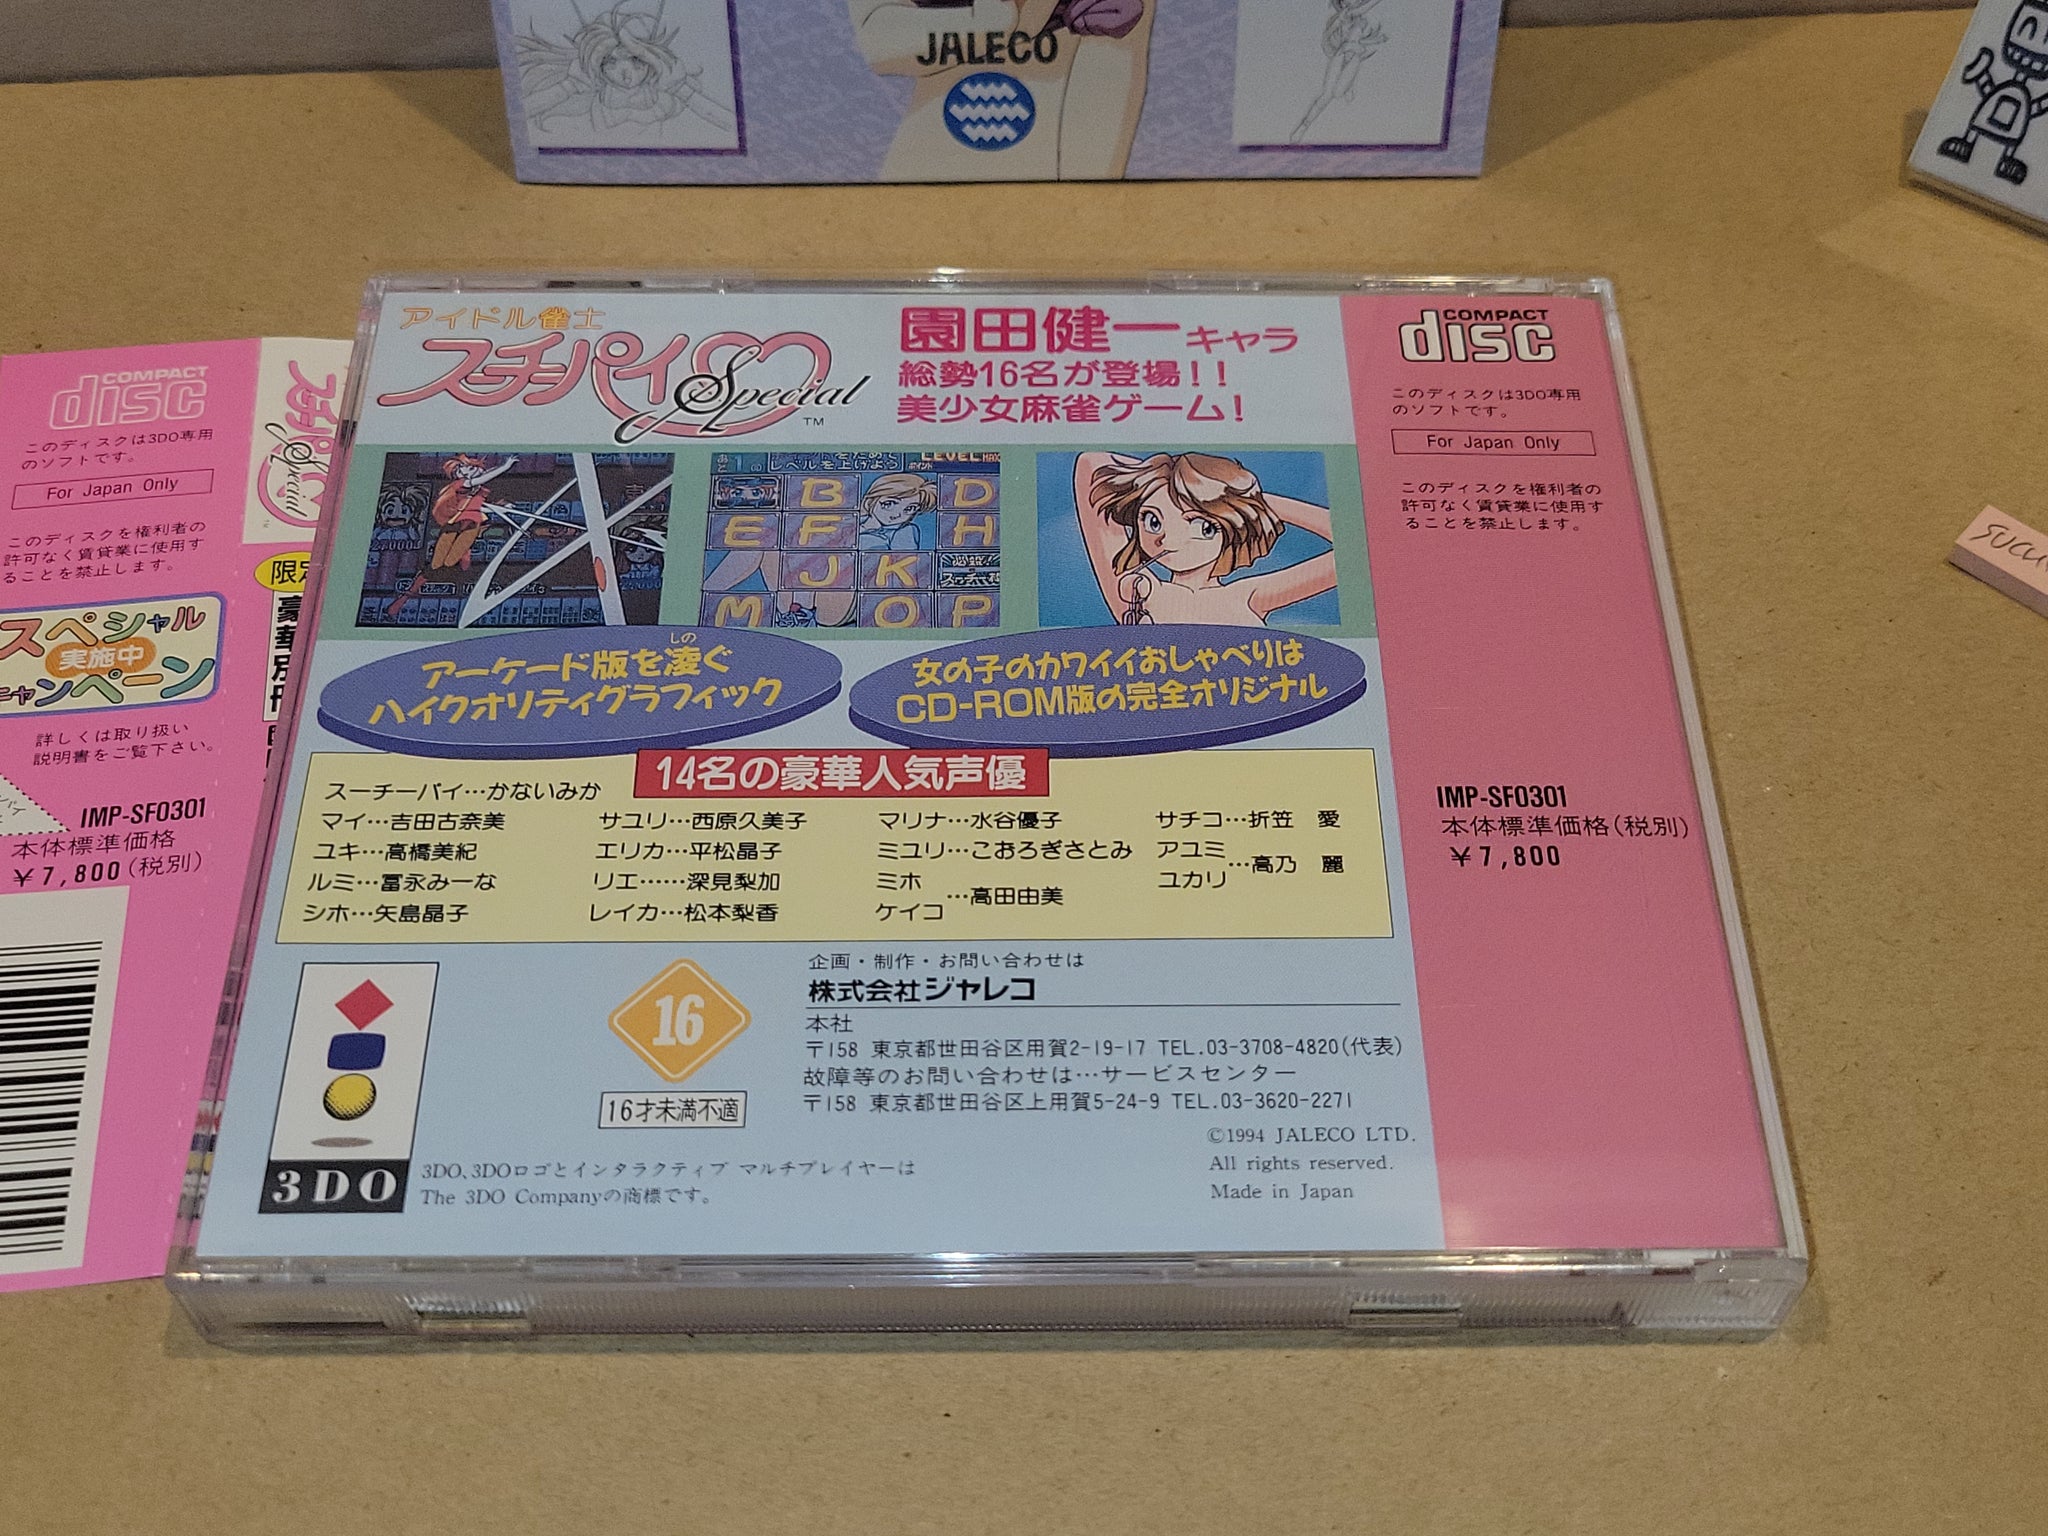 JALECO
アイドル雀士
スーチーパイ
Special
TM
園田健一キャラ
総勢16名が登場!!
美少女麻雀ゲーム!
レベルを上げよう
LEVEL MAX
B
D
E
F
H
J
K
M
O
P
アーケード版を凌ぐ
しの
ハイクオリティグラフィック
女の子のカワイイおしゃべりは
CD-ROM版の完全オリジナル
14名の豪華人気声優
スーチーパイ…かないみか
マイ…吉田古奈美
ユキ…高橋美紀
ルミ…冨永みーな
シホ…矢島晶子
サユリ…西原久美子
エリカ…平松晶子
リエ……深見梨加
レイカ…松本梨香
マリナ…水谷優子
ミユリ…こおろぎさとみ
ミホ
ケイコ
…高田由美
サチコ…折笠 愛
アユミ
ユカリ
…高乃 麗
3DO
16
16才未満不適
企画・制作・お問い合わせは
株式会社ジャレコ
本社
〒158 東京都世田谷区用賀2-19-17 TEL.03-3708-4820(代表)
故障等のお問い合わせは…サービスセンター
〒158 東京都世田谷区上用賀5-24-9 TEL.03-3620-2271
©1994 JALECO LTD.
All rights reserved.
Made in Japan
3DO、3DOロゴとインタラクティブ マルチプレイヤーは
The 3DO Companyの商標です。
COMPACT
disc
このディスクは3DO専用
のソフトです。
For Japan Only
このディスクを権利者の
許可なく賃貸業に使用す
ることを禁止します。
IMP-SF0301
本体標準価格(税別)
¥7,800
COMPACT
disc
このディスクは3DO専用
のソフトです。
For Japan Only
このディスクを権利者の
許可なく賃貸業に使用す
ることを禁止します。
スペシャル
実施中
キャンペーン
詳しくは取り扱い
説明書をご覧下さい。
IMP-SF0301
本体標準価格
¥7,800(税別)
Special
限定
豪華別冊